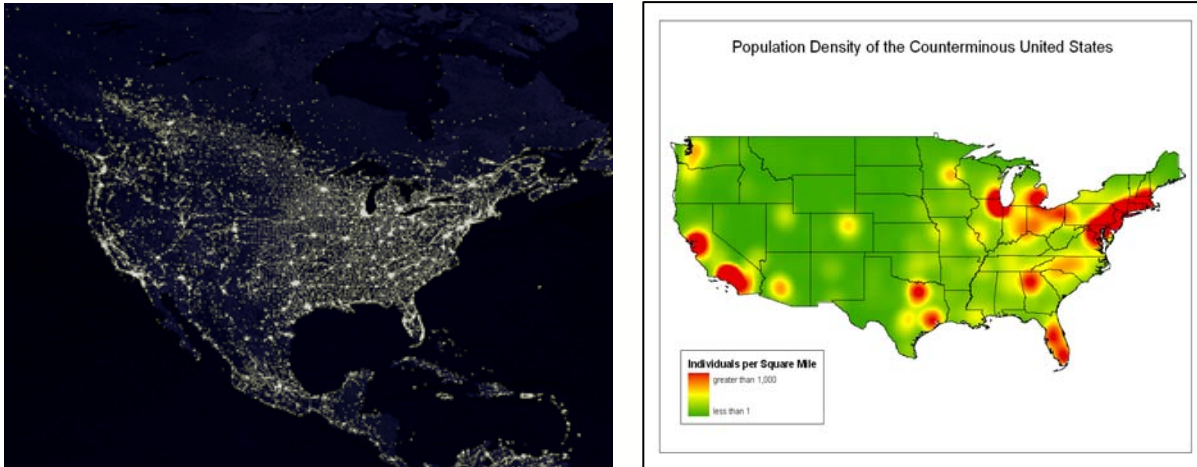 Population Density of the Counterminous United States
Individuals per Square Mile
greater than 1,000
less than 1